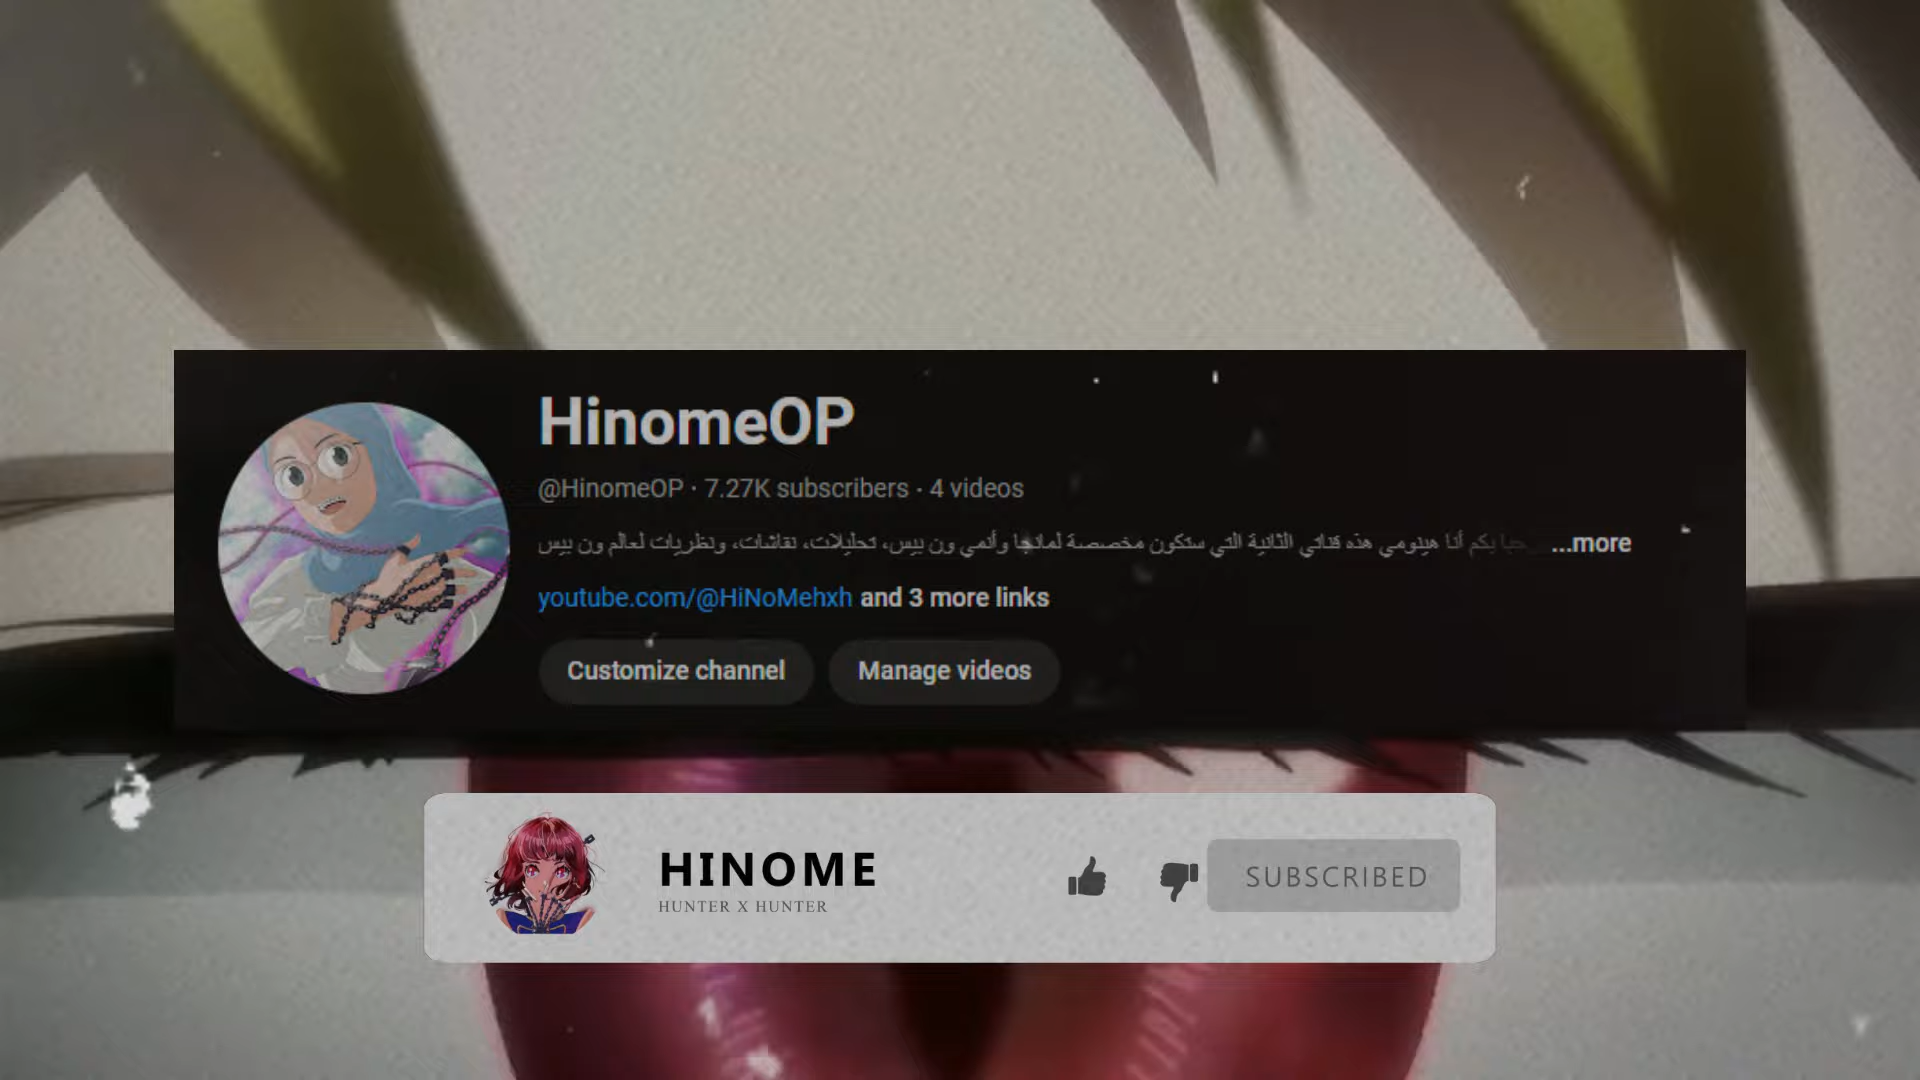 HinomeOP
@HinomeOP · 7.27K subscribers · 4 videos
بكم أنا هينومي هذه قناتي الثانية التي ستكون مخصصة لمانجا وأنمي ون بيس، تحليلات، نقاشات، ونظريات لعالم ون بيس ...more
youtube.com/@HiNoMehxh and 3 more links
Customize channel Manage videos
HINOME
HUNTER X HUNTER
SUBSCRIBED